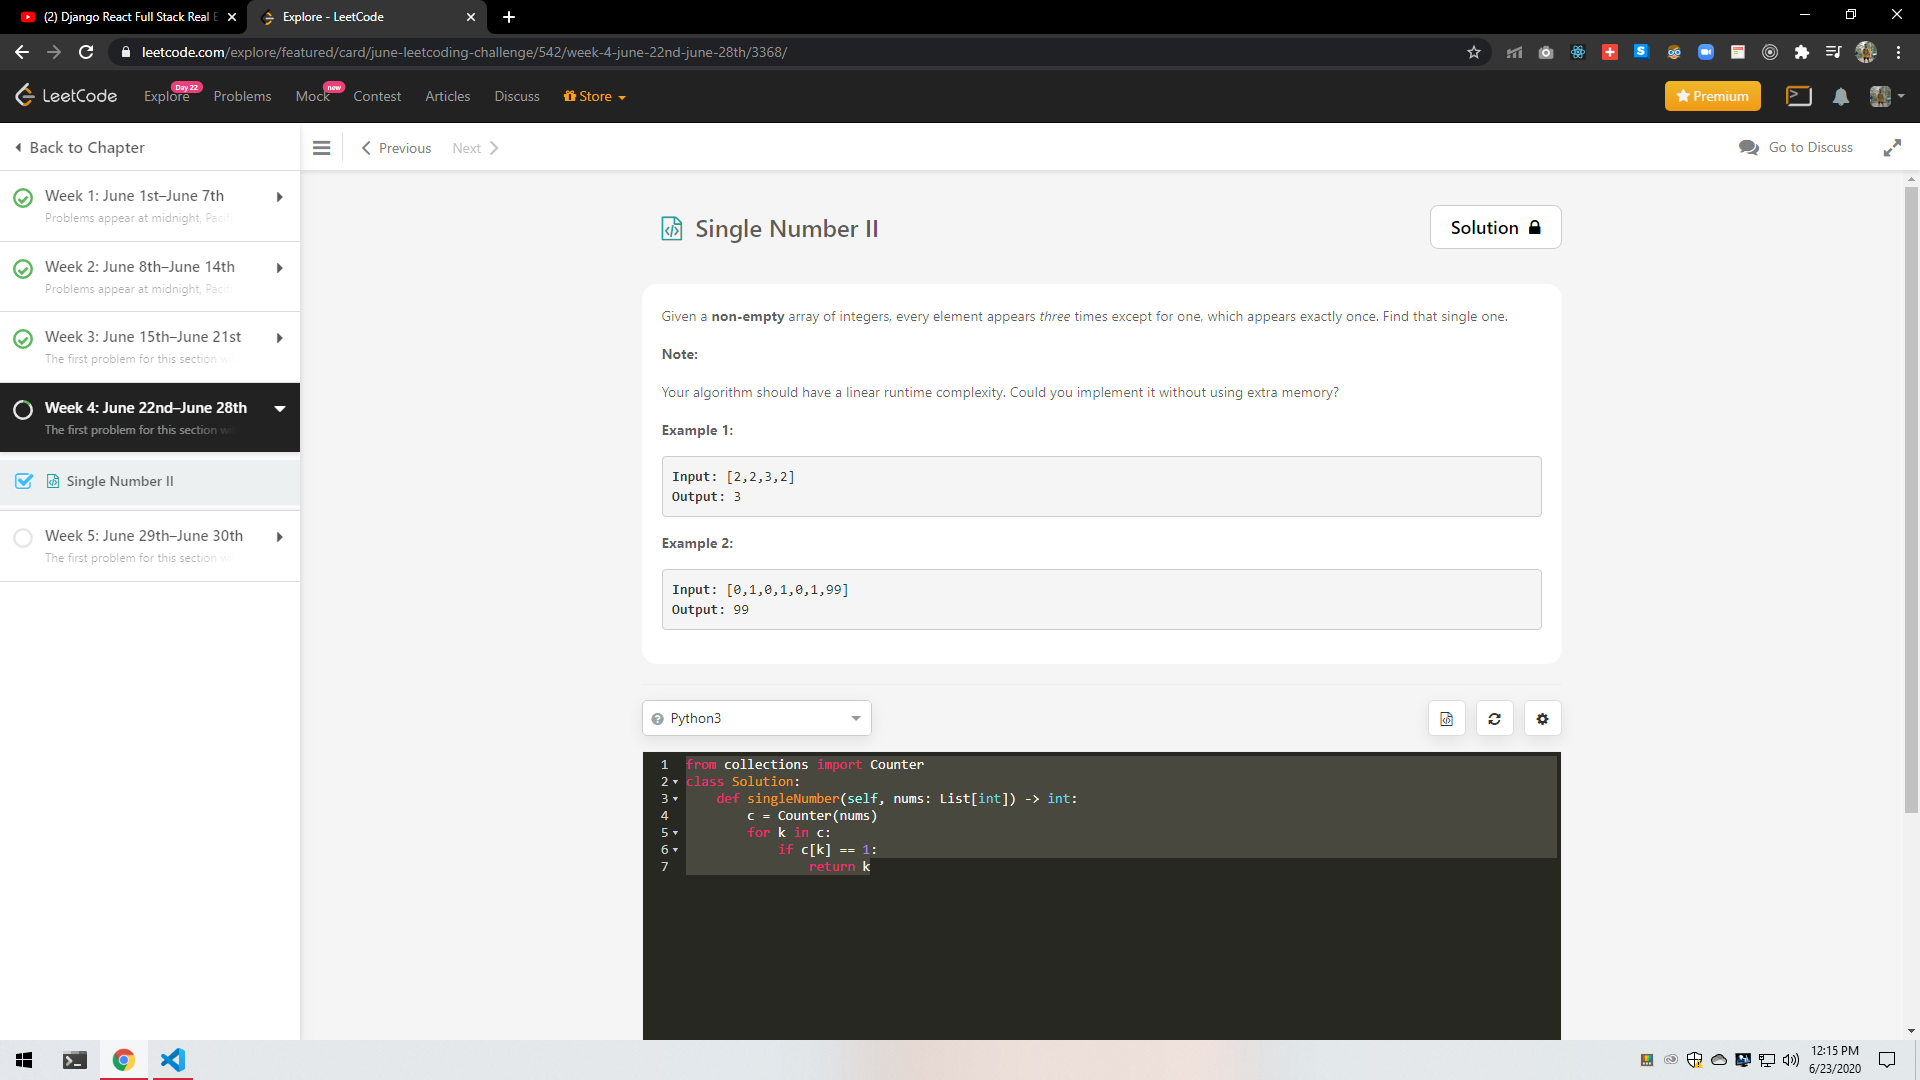 (2) Django React Full Stack Real E
Explore - LeetCode
leetcode.com/explore/featured/card/june-leetcoding-challenge/542/week-4-june-22nd-june-28th/3368/
LeetCode
Explore
Day 22
Problems
Mock
new
Contest
Articles
Discuss
Store
Premium
Back to Chapter
Previous
Next
Go to Discuss
Week 1: June 1st–June 7th
Problems appear at midnight, Pacifi
Week 2: June 8th–June 14th
Problems appear at midnight, Pacifi
Week 3: June 15th–June 21st
The first problem for this section w
Week 4: June 22nd–June 28th
The first problem for this section wi
Single Number II
Week 5: June 29th–June 30th
The first problem for this section w
Single Number II
Solution
Given a non-empty array of integers, every element appears three times except for one, which appears exactly once. Find that single one.
Note:
Your algorithm should have a linear runtime complexity. Could you implement it without using extra memory?
Example 1:
Input: [2,2,3,2]
Output: 3
Example 2:
Input: [0,1,0,1,0,1,99]
Output: 99
Python3
1 from collections import Counter
2 class Solution:
3 def singleNumber(self, nums: List[int]) -> int:
4 c = Counter(nums)
5 for k in c:
6 if c[k] == 1:
7 return k
12:15 PM
6/23/2020